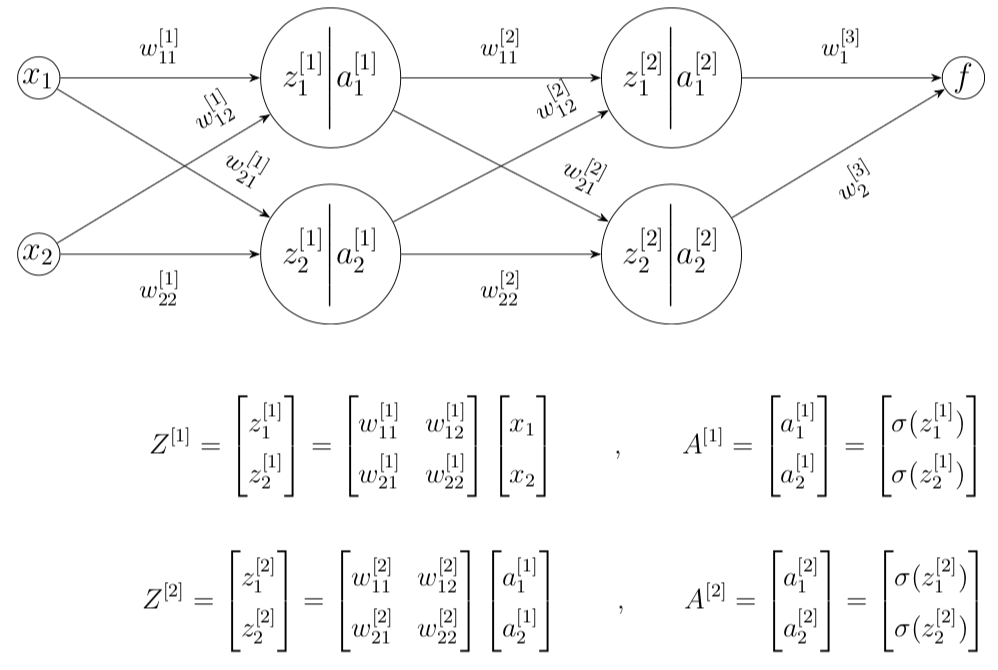 w_{11}^{[1]} w_{11}^{[2]} w_1^{[3]}
x_1 z_1^{[1]} | a_1^{[1]} z_1^{[2]} | a_1^{[2]} f
w_{12}^{[1]} w_{12}^{[2]}
w_{21}^{[1]} w_{21}^{[2]} w_2^{[3]}
x_2 z_2^{[1]} | a_2^{[1]} z_2^{[2]} | a_2^{[2]}
w_{22}^{[1]} w_{22}^{[2]}
Z^{[1]} = \begin{bmatrix} z_1^{[1]} \\ z_2^{[1]} \end{bmatrix} = \begin{bmatrix} w_{11}^{[1]} & w_{12}^{[1]} \\ w_{21}^{[1]} & w_{22}^{[1]} \end{bmatrix} \begin{bmatrix} x_1 \\ x_2 \end{bmatrix} , A^{[1]} = \begin{bmatrix} a_1^{[1]} \\ a_2^{[1]} \end{bmatrix} = \begin{bmatrix} \sigma(z_1^{[1]}) \\ \sigma(z_2^{[1]}) \end{bmatrix}
Z^{[2]} = \begin{bmatrix} z_1^{[2]} \\ z_2^{[2]} \end{bmatrix} = \begin{bmatrix} w_{11}^{[2]} & w_{12}^{[2]} \\ w_{21}^{[2]} & w_{22}^{[2]} \end{bmatrix} \begin{bmatrix} a_1^{[1]} \\ a_2^{[1]} \end{bmatrix} , A^{[2]} = \begin{bmatrix} a_1^{[2]} \\ a_2^{[2]} \end{bmatrix} = \begin{bmatrix} \sigma(z_1^{[2]}) \\ \sigma(z_2^{[2]}) \end{bmatrix}